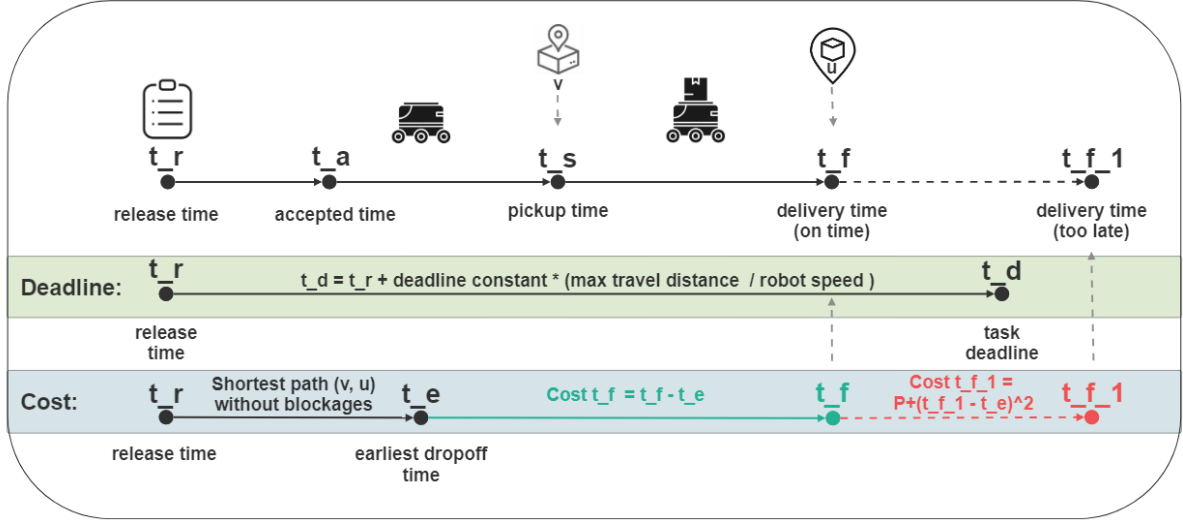 v
u
t_r
t_a
t_s
t_f
t_f_1
release time
accepted time
pickup time
delivery time
(on time)
delivery time
(too late)
Deadline:
t_r
t_d = t_r + deadline constant * (max travel distance / robot speed )
t_d
release
time
task
deadline
Cost:
t_r
Shortest path (v, u)
without blockages
t_e
Cost t_f = t_f - t_e
t_f
Cost t_f_1 =
P+(t_f_1 - t_e)^2
t_f_1
release time
earliest dropoff
time